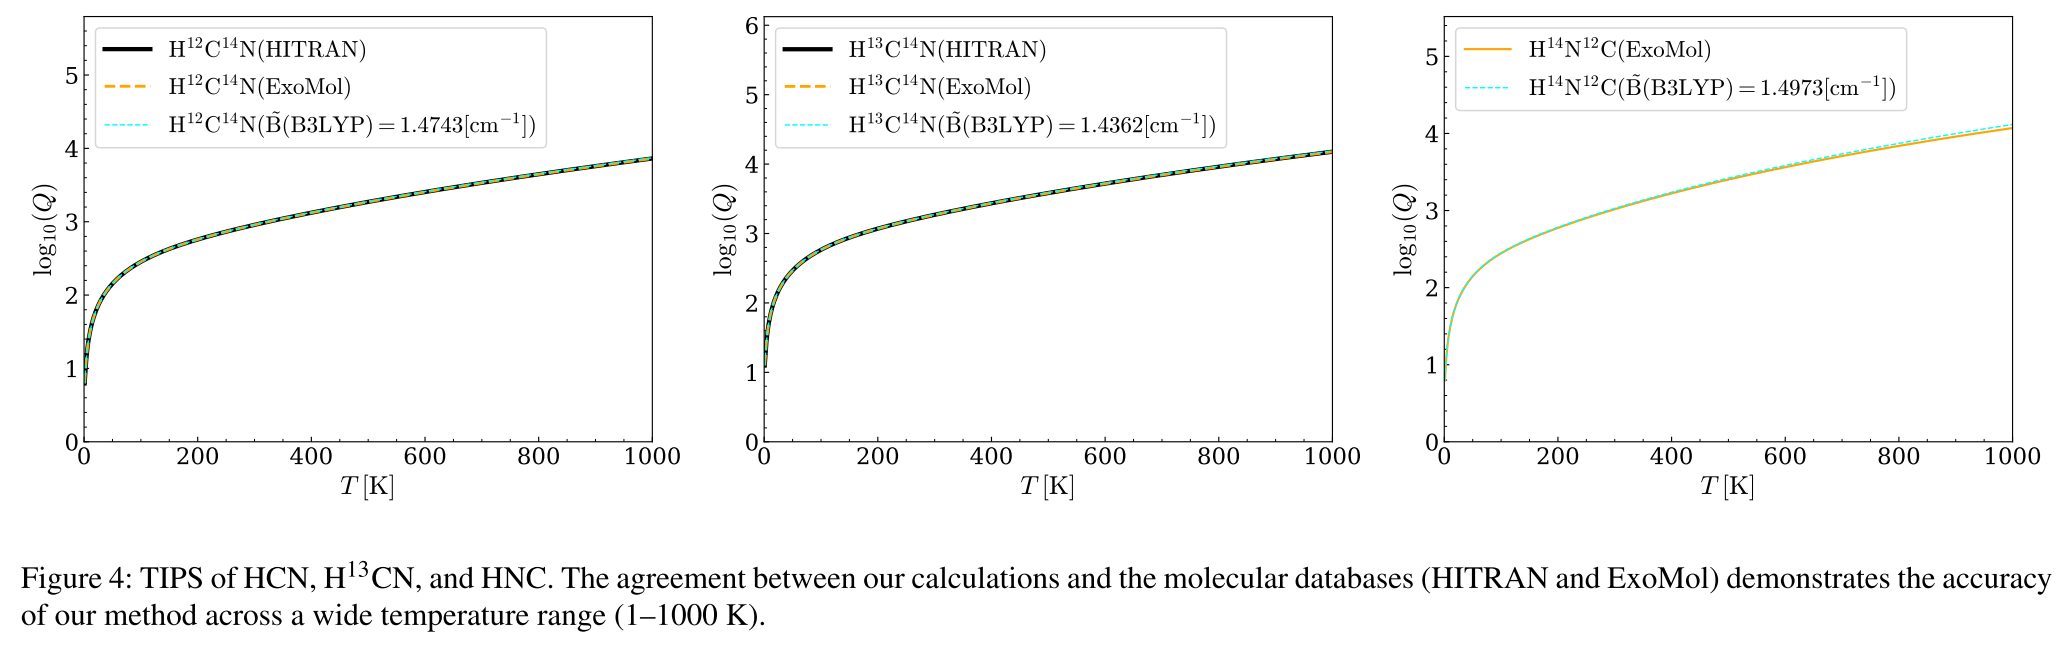 H¹²C¹⁴N(HITRAN)
H¹²C¹⁴N(ExoMol)
H¹²C¹⁴N(B̃(B3LYP) = 1.4743[cm⁻¹])
5
4
3
2
1
0
log₁₀(Q)
0 200 400 600 800 1000
T [K]
H¹³C¹⁴N(HITRAN)
H¹³C¹⁴N(ExoMol)
H¹³C¹⁴N(B̃(B3LYP) = 1.4362[cm⁻¹])
6
5
4
3
2
1
0
log₁₀(Q)
0 200 400 600 800 1000
T [K]
H¹⁴N¹²C(ExoMol)
H¹⁴N¹²C(B̃(B3LYP) = 1.4973[cm⁻¹])
5
4
3
2
1
0
log₁₀(Q)
0 200 400 600 800 1000
T [K]
Figure 4: TIPS of HCN, H¹³CN, and HNC. The agreement between our calculations and the molecular databases (HITRAN and ExoMol) demonstrates the accuracy
of our method across a wide temperature range (1–1000 K).